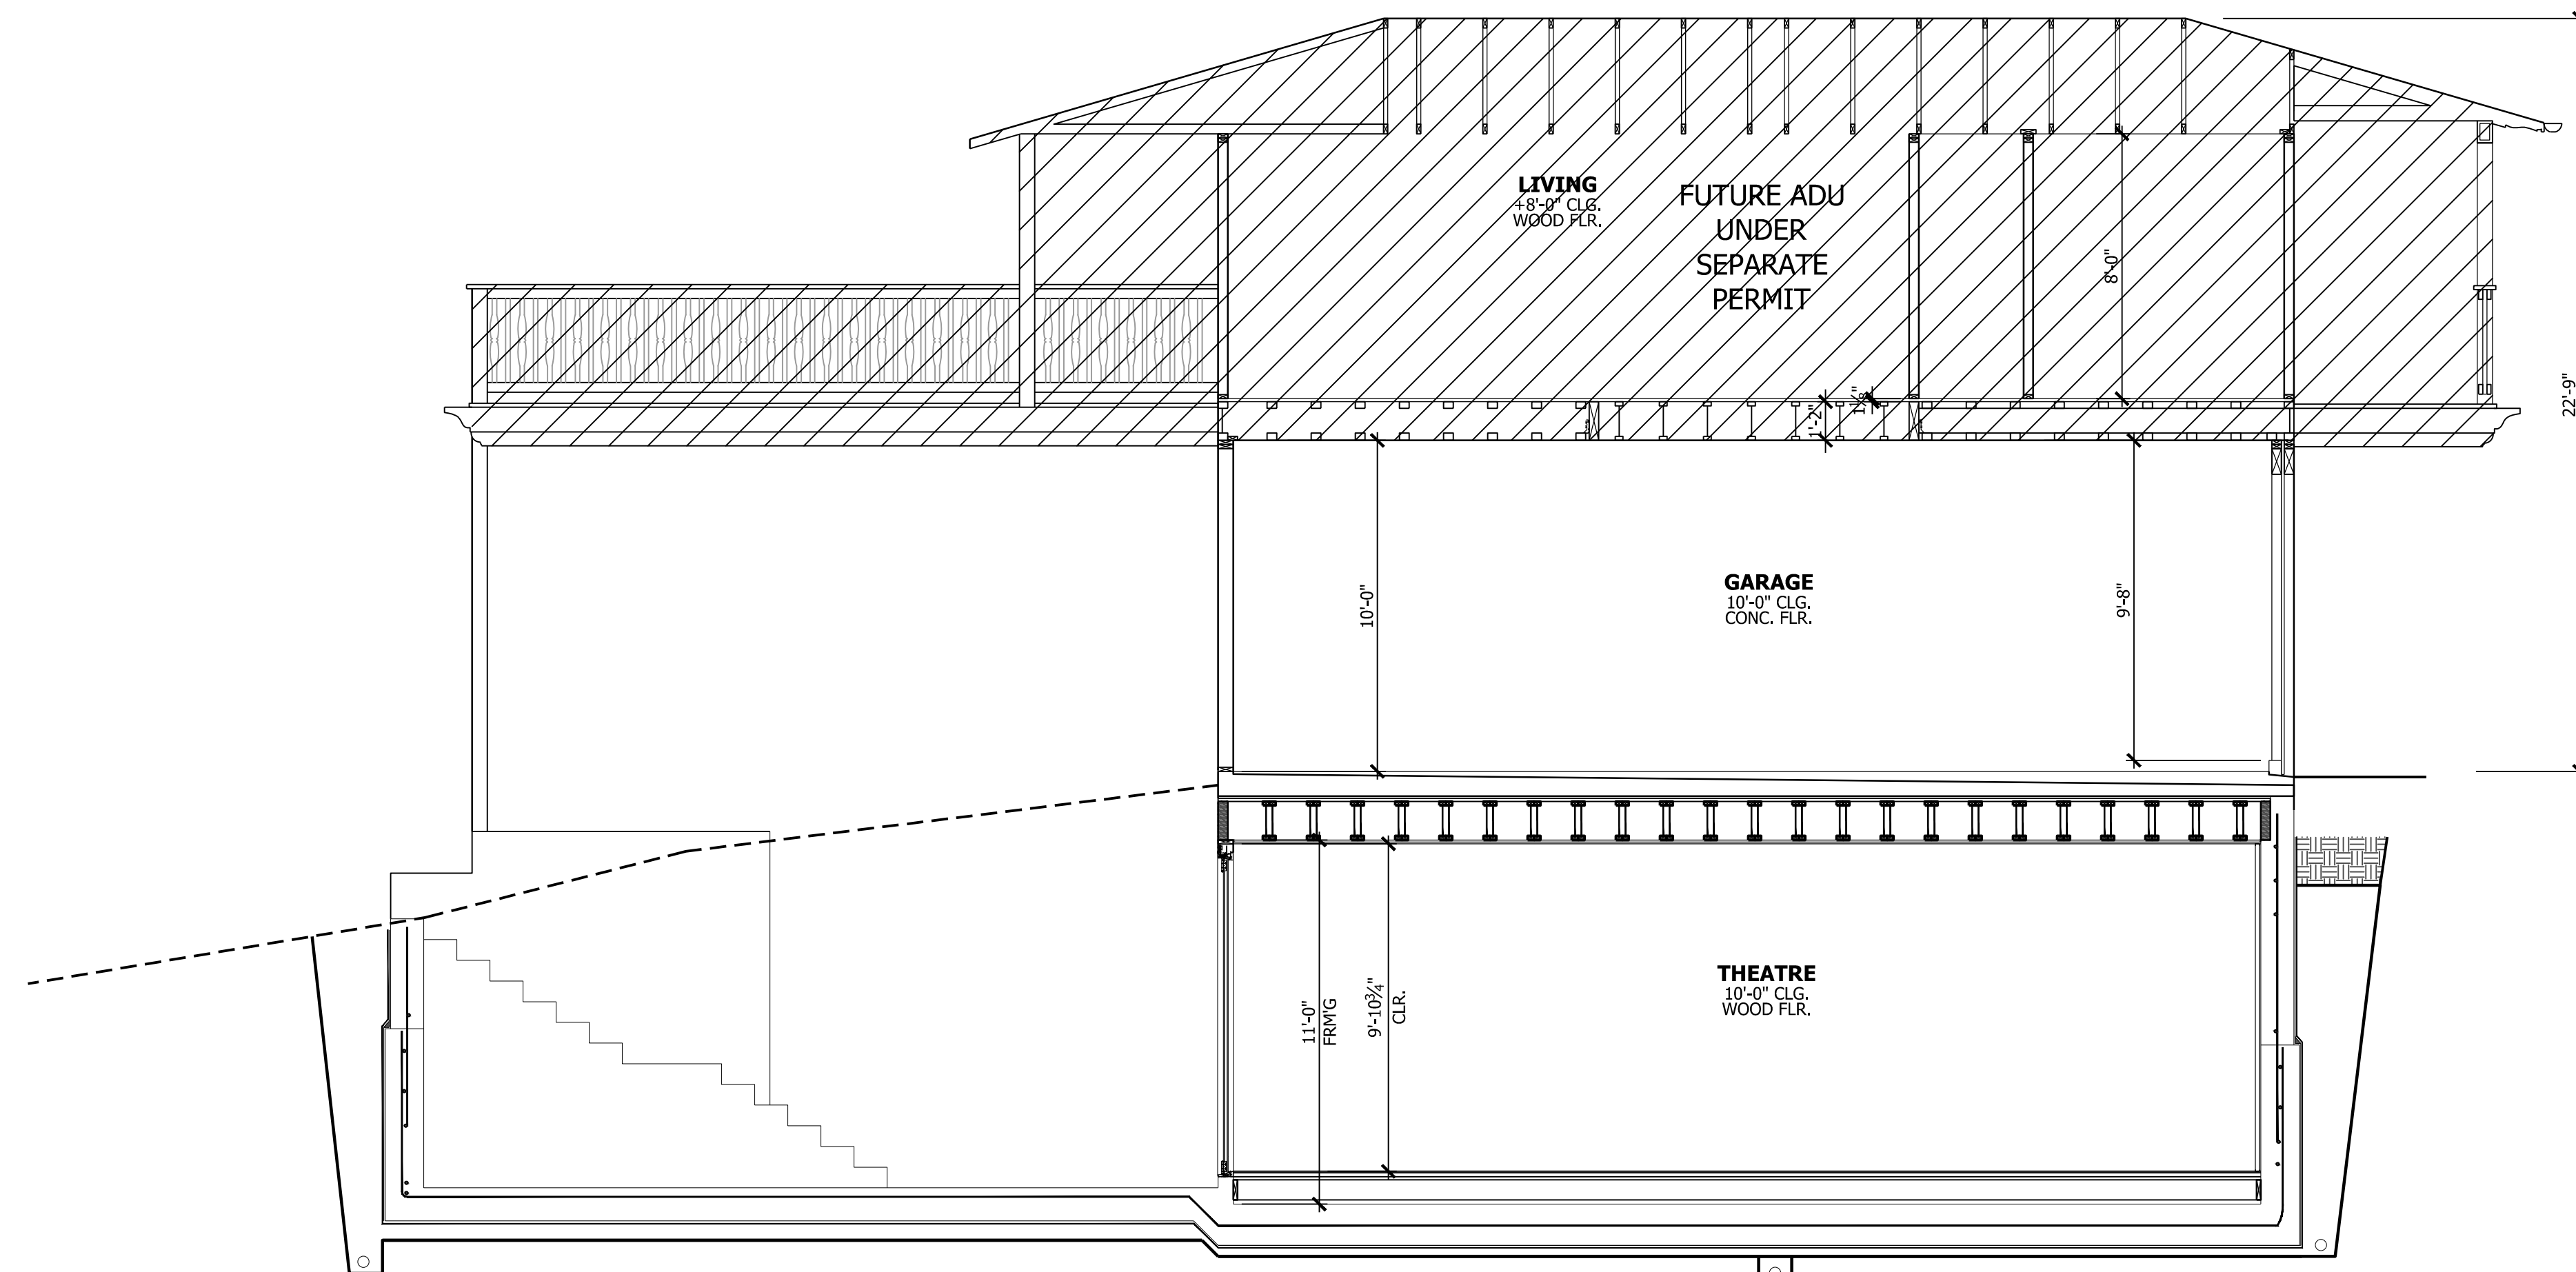 LIVING
+8'-0" CLG.
WOOD FLR.
FUTURE ADU
UNDER
SEPARATE
PERMIT
8'-0"
22'-9"
1'-2"
1⅛"
10'-0"
GARAGE
10'-0" CLG.
CONC. FLR.
9'-8"
11'-0"
FRM'G
9'-10¾"
CLR.
THEATRE
10'-0" CLG.
WOOD FLR.